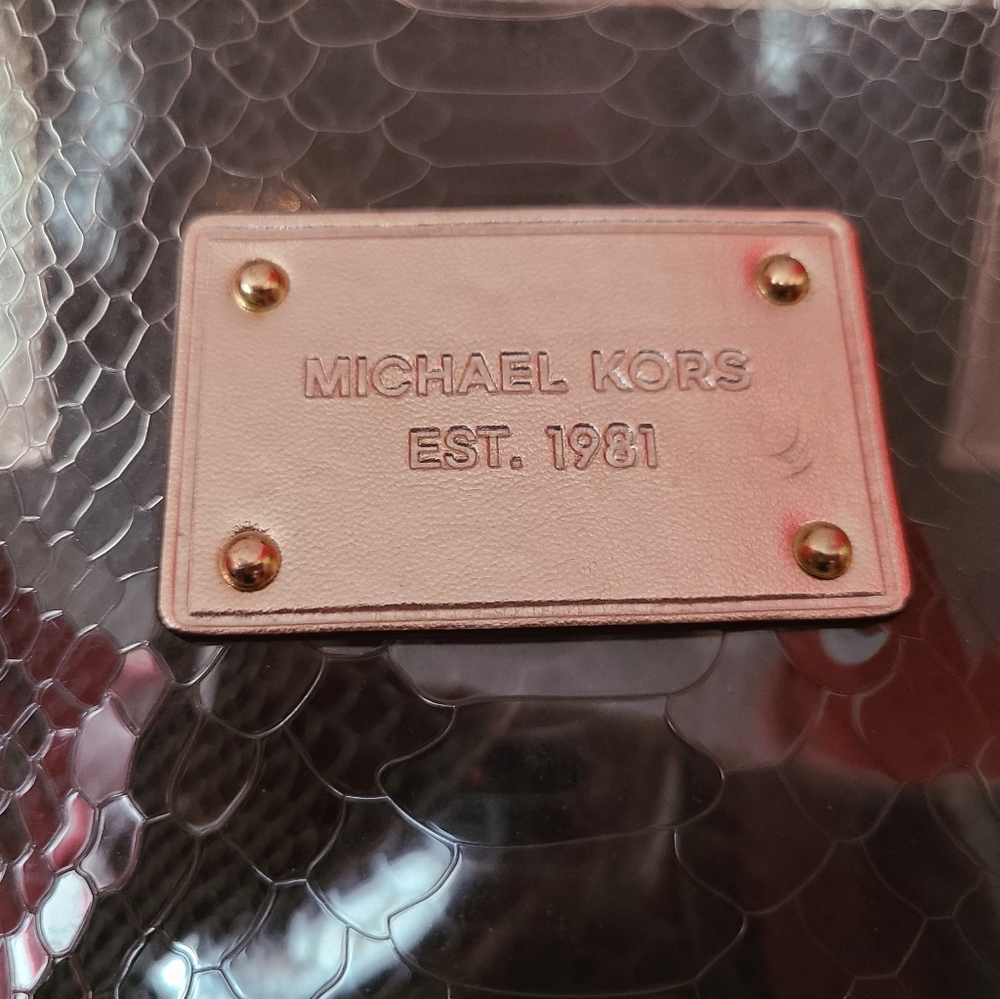 MICHAEL KORS
EST. 1981